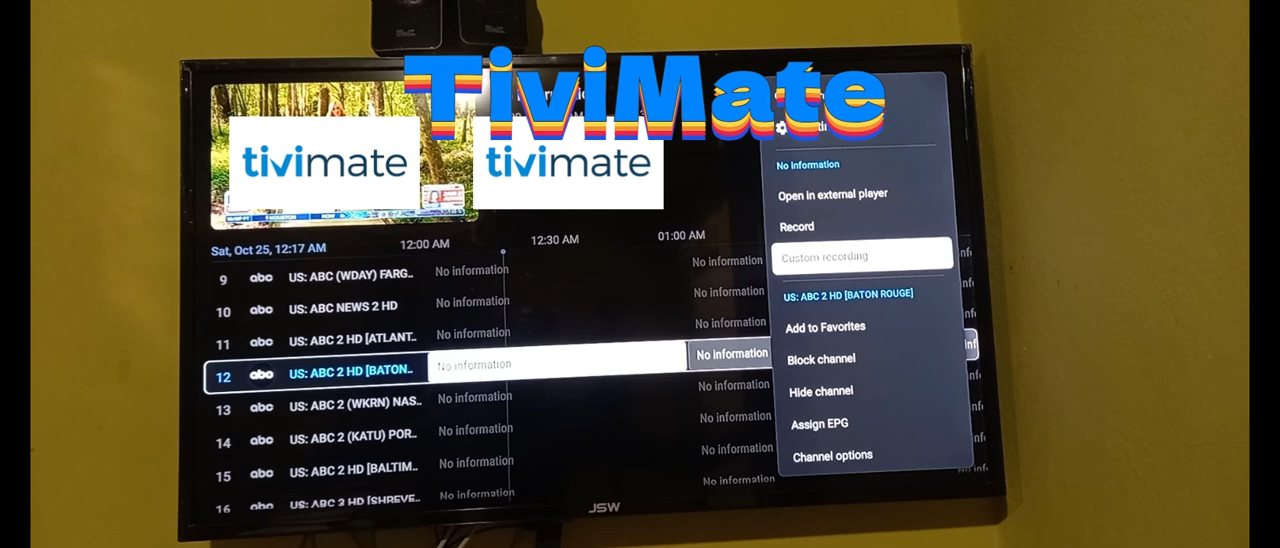 TiviMate
tivimate
tivimate
HOUSTON
NOW
Sat, Oct 25, 12:17 AM
12:00 AM
12:30 AM
01:00 AM
9 abc US: ABC (WDAY) FARG.. No information No information
10 abc US: ABC NEWS 2 HD No information No information
11 abc US: ABC 2 HD [ATLANT.. No information No information
12 abc US: ABC 2 HD [BATON.. No information No information
13 abc US: ABC 2 (WKRN) NAS.. No information No information
14 abc US: ABC 2 (KATU) POR.. No information No information
15 abc US: ABC 2 HD [BALTIM.. No information No information
16 abc US: ABC 2 HD [SHREVE.. No information No information
No information
Open in external player
Record
Custom recording
US: ABC 2 HD [BATON ROUGE]
Add to Favorites
Block channel
Hide channel
Assign EPG
Channel options
JSW